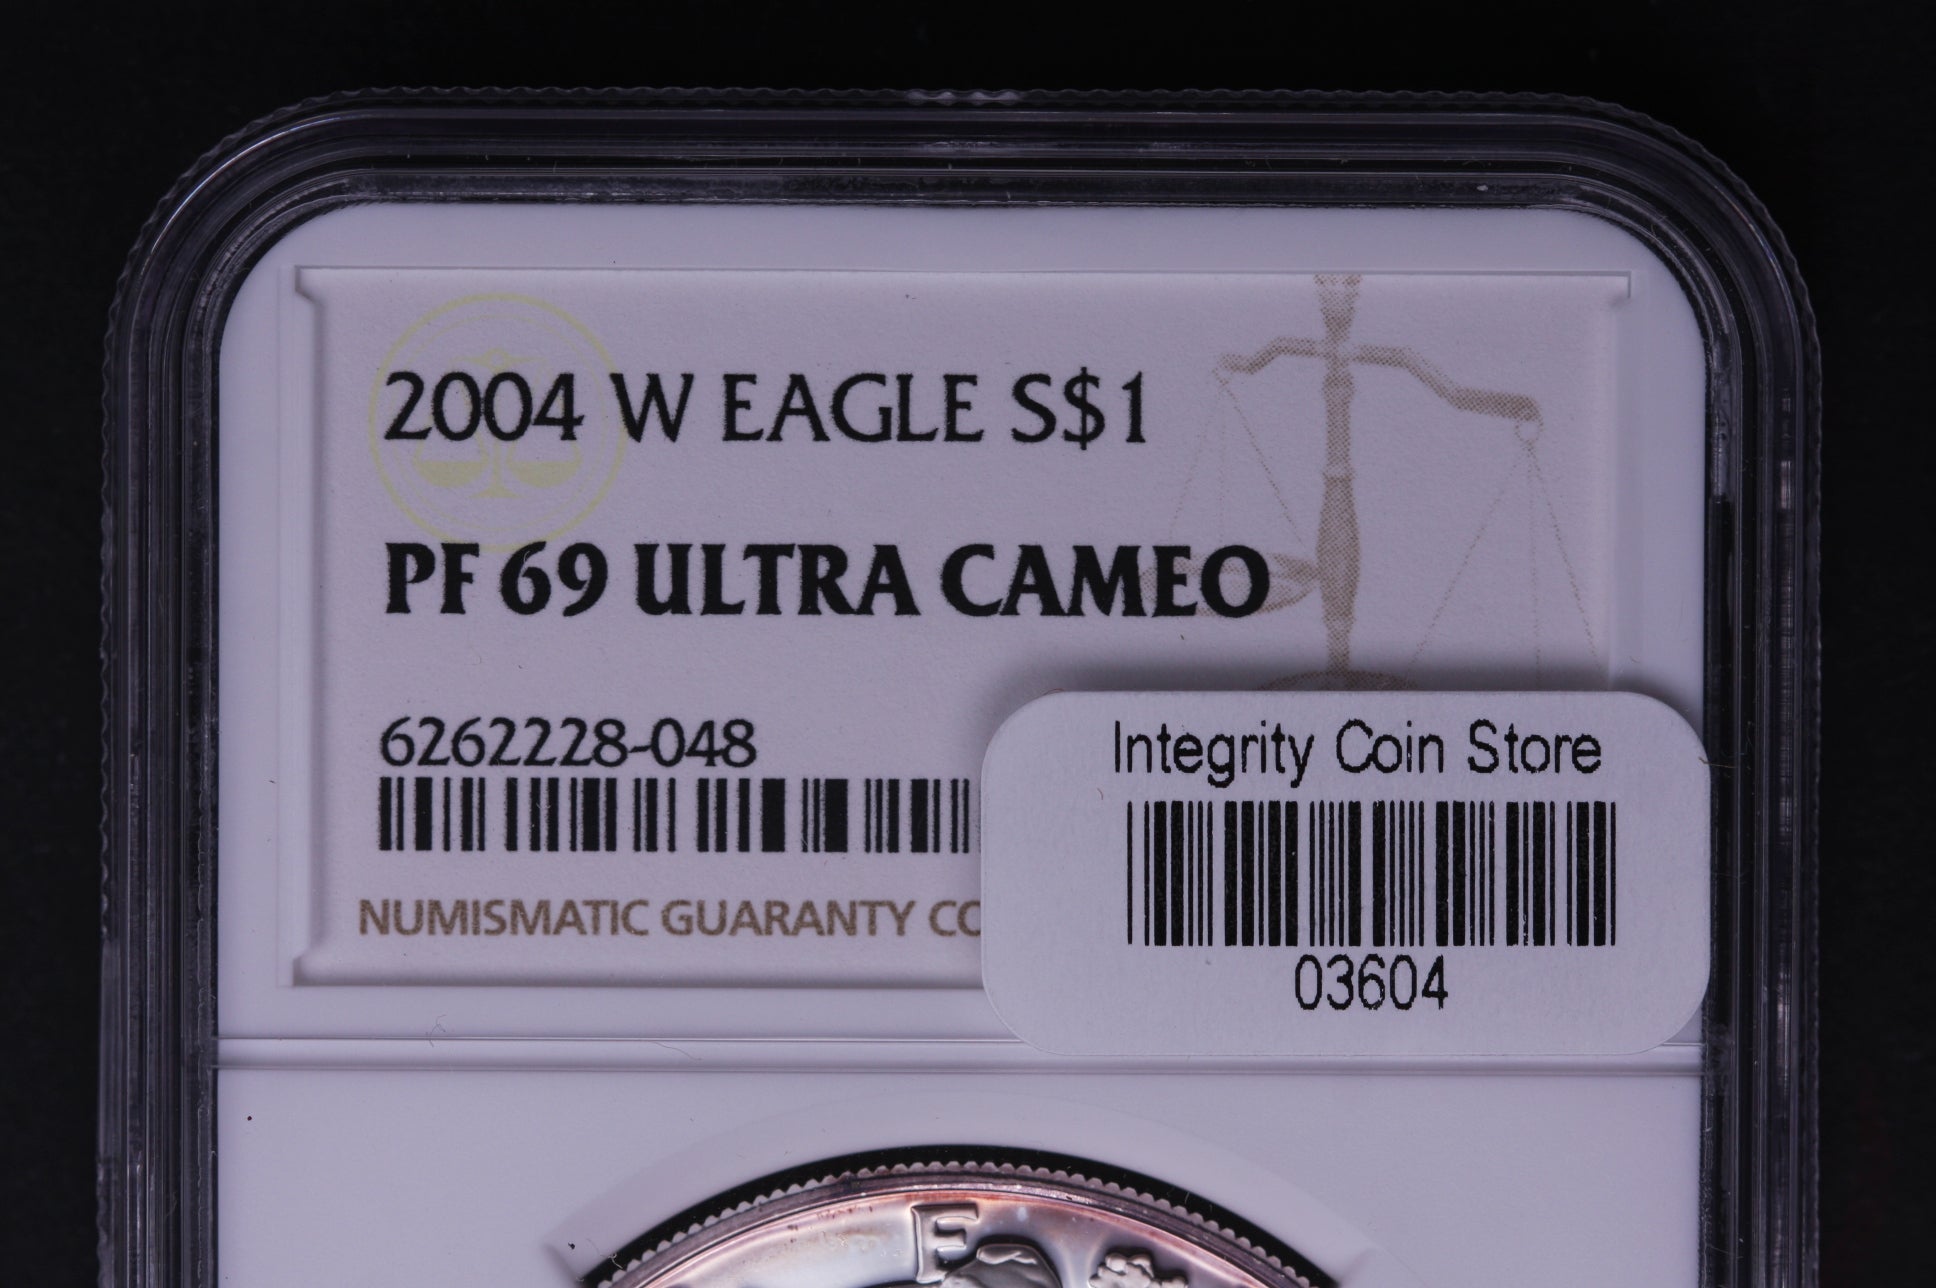 2004 W EAGLE S$1
PF 69 ULTRA CAMEO
6262228-048
NUMISMATIC GUARANTY CO
Integrity Coin Store
03604
E